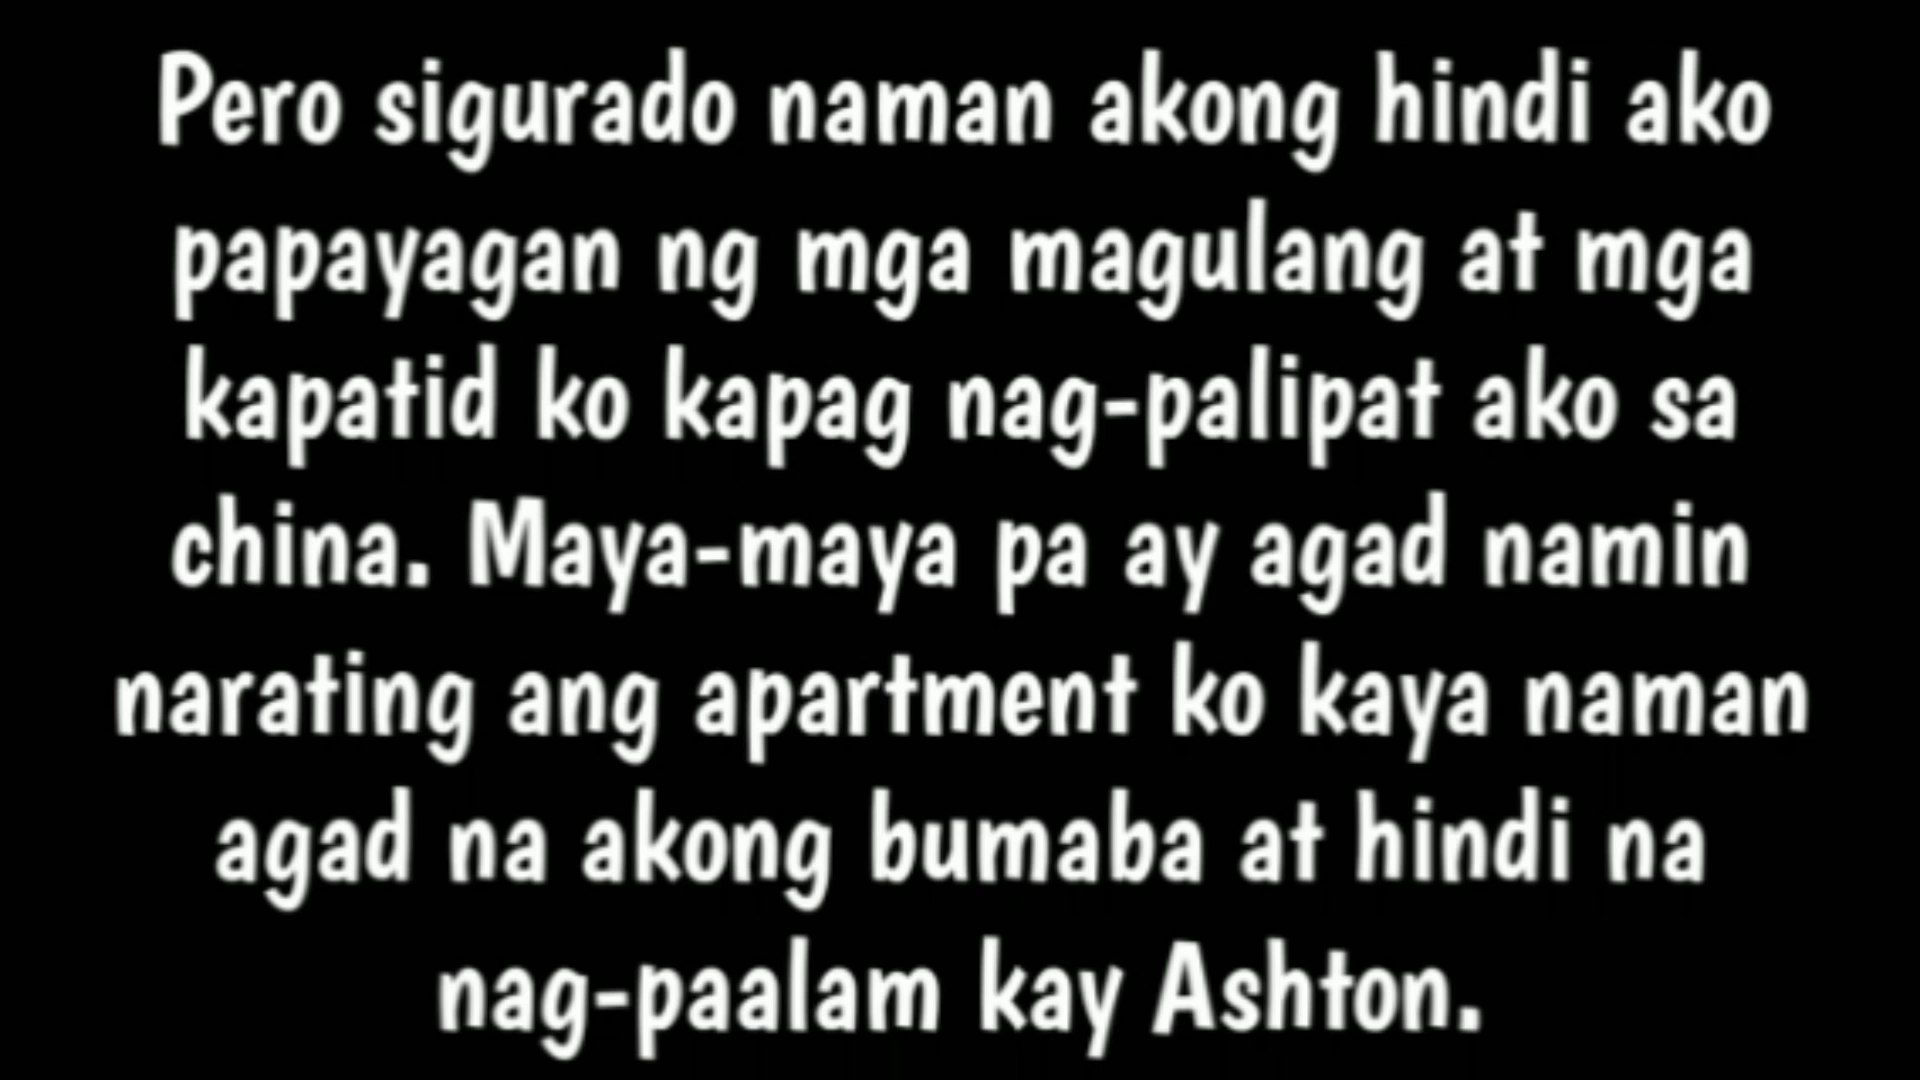 Pero sigurado naman akong hindi ako
papayagan ng mga magulang at mga
kapatid ko kapag nag-palipat ako sa
china. Maya-maya pa ay agad namin
narating ang apartment ko kaya naman
agad na akong bumaba at hindi na
nag-paalam kay Ashton.